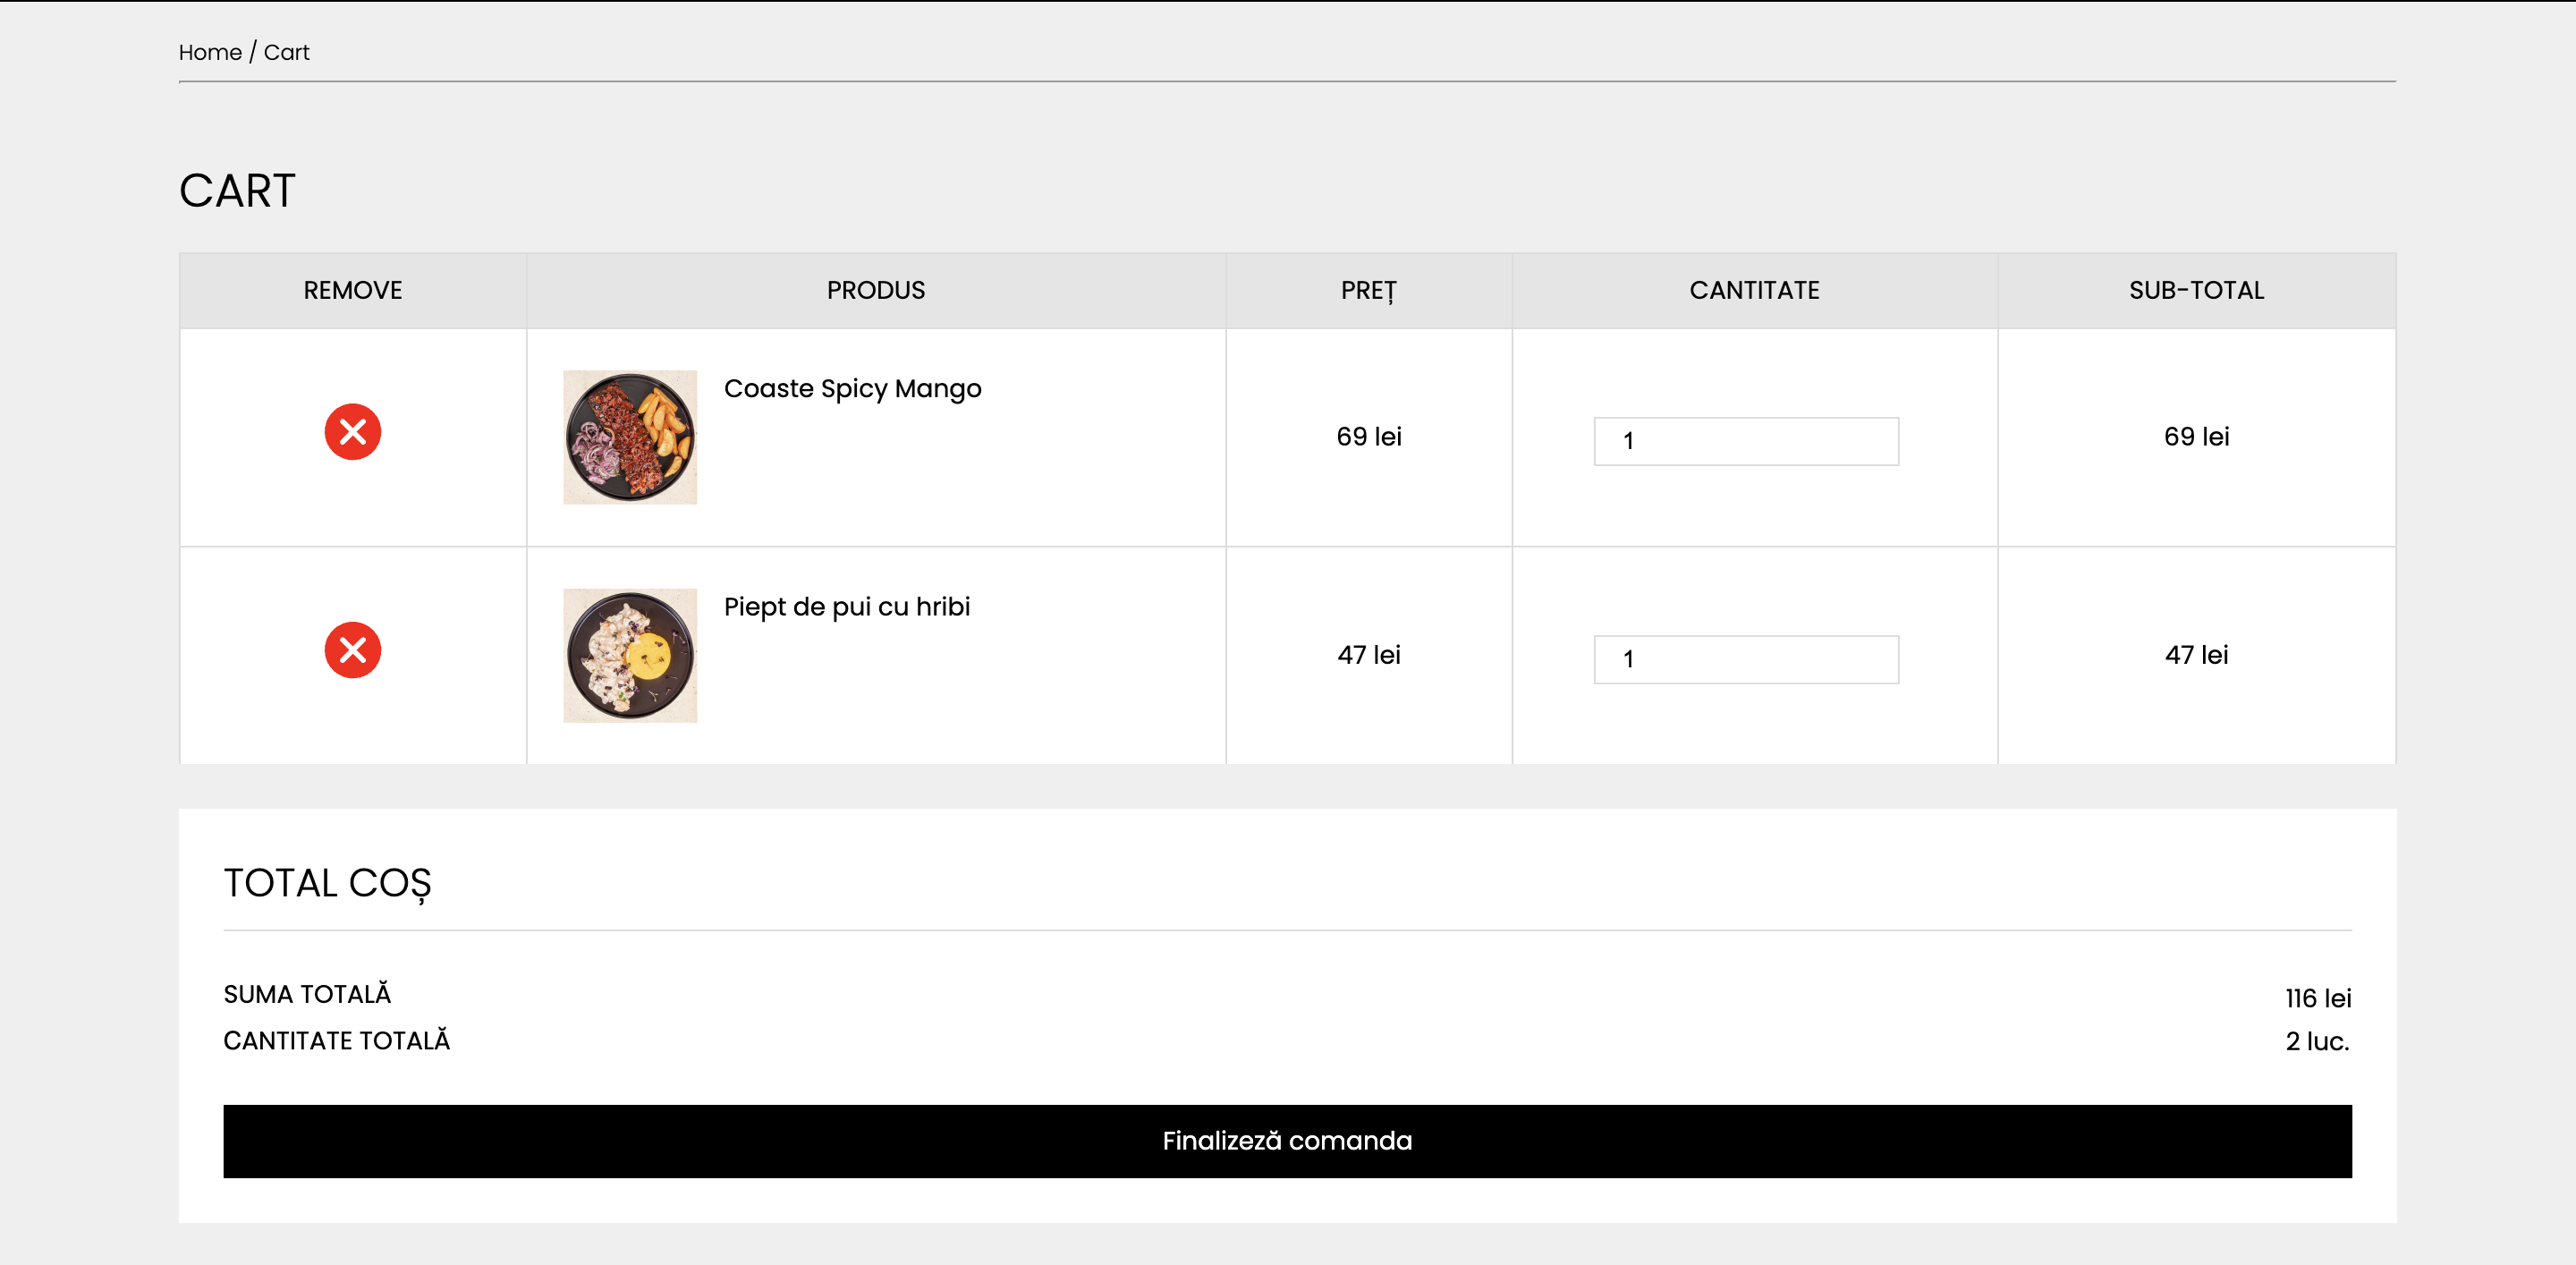 Home / Cart
CART
REMOVE PRODUS PREȚ CANTITATE SUB-TOTAL
Coaste Spicy Mango
69 lei 1 69 lei
Piept de pui cu hribi
47 lei 1 47 lei
TOTAL COȘ
SUMA TOTALĂ 116 lei
CANTITATE TOTALĂ 2 luc.
Finalizeză comanda